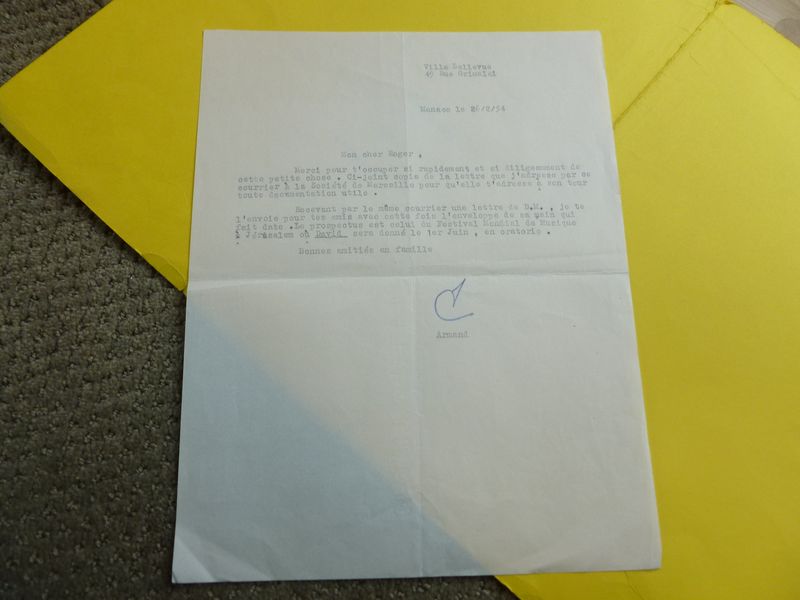 Villa Bellevue
49 Rue Grimaldi
Monaco le 26/2/54
Mon cher Roger,
Merci pour t'occuper si rapidement et si diligemment de
cette petite chose . Ci-joint copie de la lettre que j'adresse par ce
courrier à la Société de Marseille pour qu'elle t'adresse à son tour
toute documentation utile .
Recevant par le même courrier une lettre de D.M. , je te
l'envoie pour tes amis avec cette fois l'enveloppe de sa main qui
fait date .Le prospectus est celui du Festival Mondial de Musique
à Jérusalem où David sera donné le 1er Juin , en oratorio .
Bonnes amitiés en famille
Armand